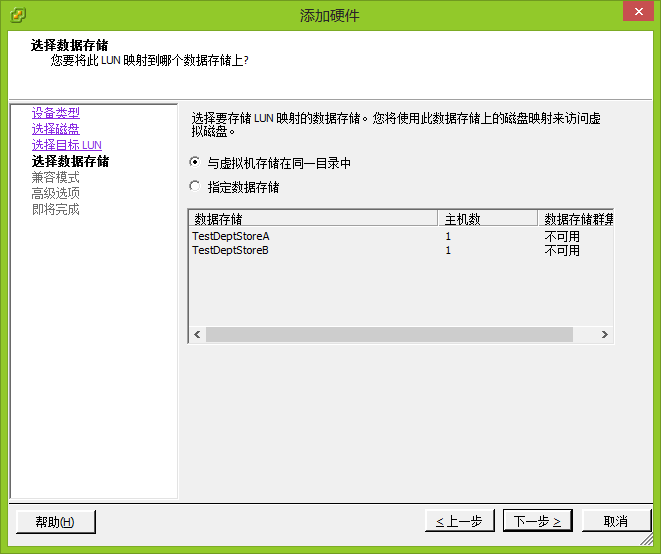 添加硬件
选择数据存储
您要将此 LUN 映射到哪个数据存储上?
设备类型
选择磁盘
选择目标 LUN
选择数据存储
兼容模式
高级选项
即将完成
选择要存储 LUN 映射的数据存储。您将使用此数据存储上的磁盘映射来访问虚
拟磁盘。
与虚拟机存储在同一目录中
指定数据存储
数据存储 主机数 数据存储群集
TestDeptStoreA 1 不可用
TestDeptStoreB 1 不可用
帮助(H) < 上一步 下一步 > 取消